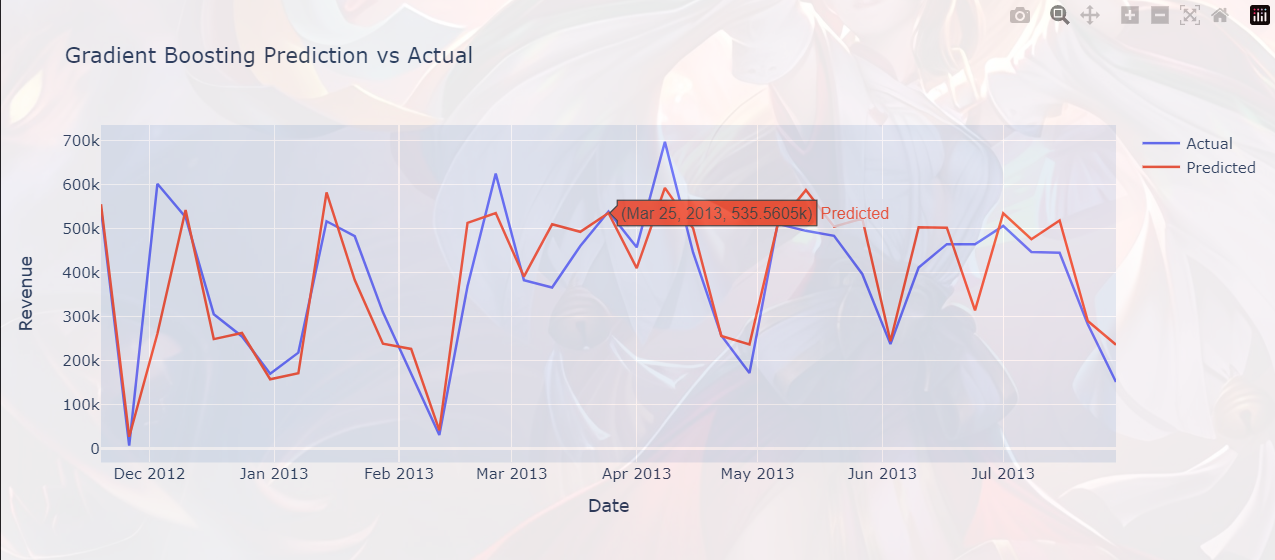 Gradient Boosting Prediction vs Actual
700k
600k
500k
400k
300k
200k
100k
0
Revenue
(Mar 25, 2013, 535.5605k) Predicted
Actual
Predicted
Dec 2012 Jan 2013 Feb 2013 Mar 2013 Apr 2013 May 2013 Jun 2013 Jul 2013
Date